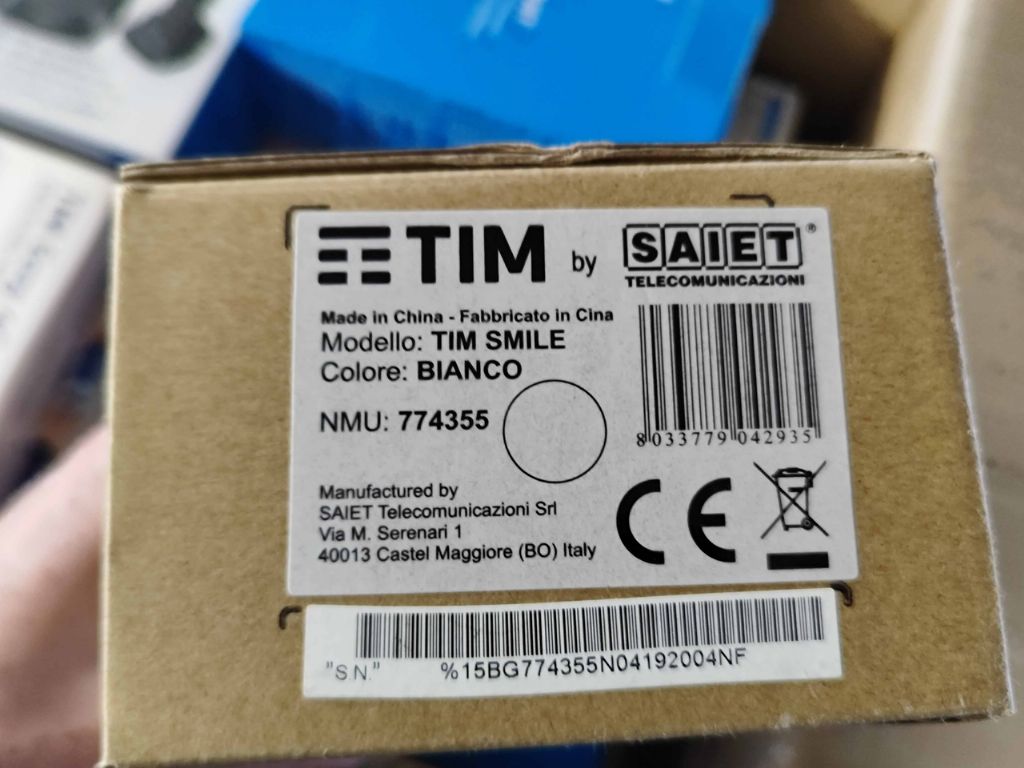 TIM by SAIET®
TELECOMUNICAZIONI
Made in China - Fabbricato in Cina
Modello: TIM SMILE
Colore: BIANCO
NMU: 774355
8 033779 042935
Manufactured by
SAIET Telecomunicazioni Srl
Via M. Serenari 1
40013 Castel Maggiore (BO) Italy
CE
"S.N." %15BG774355N04192004NF